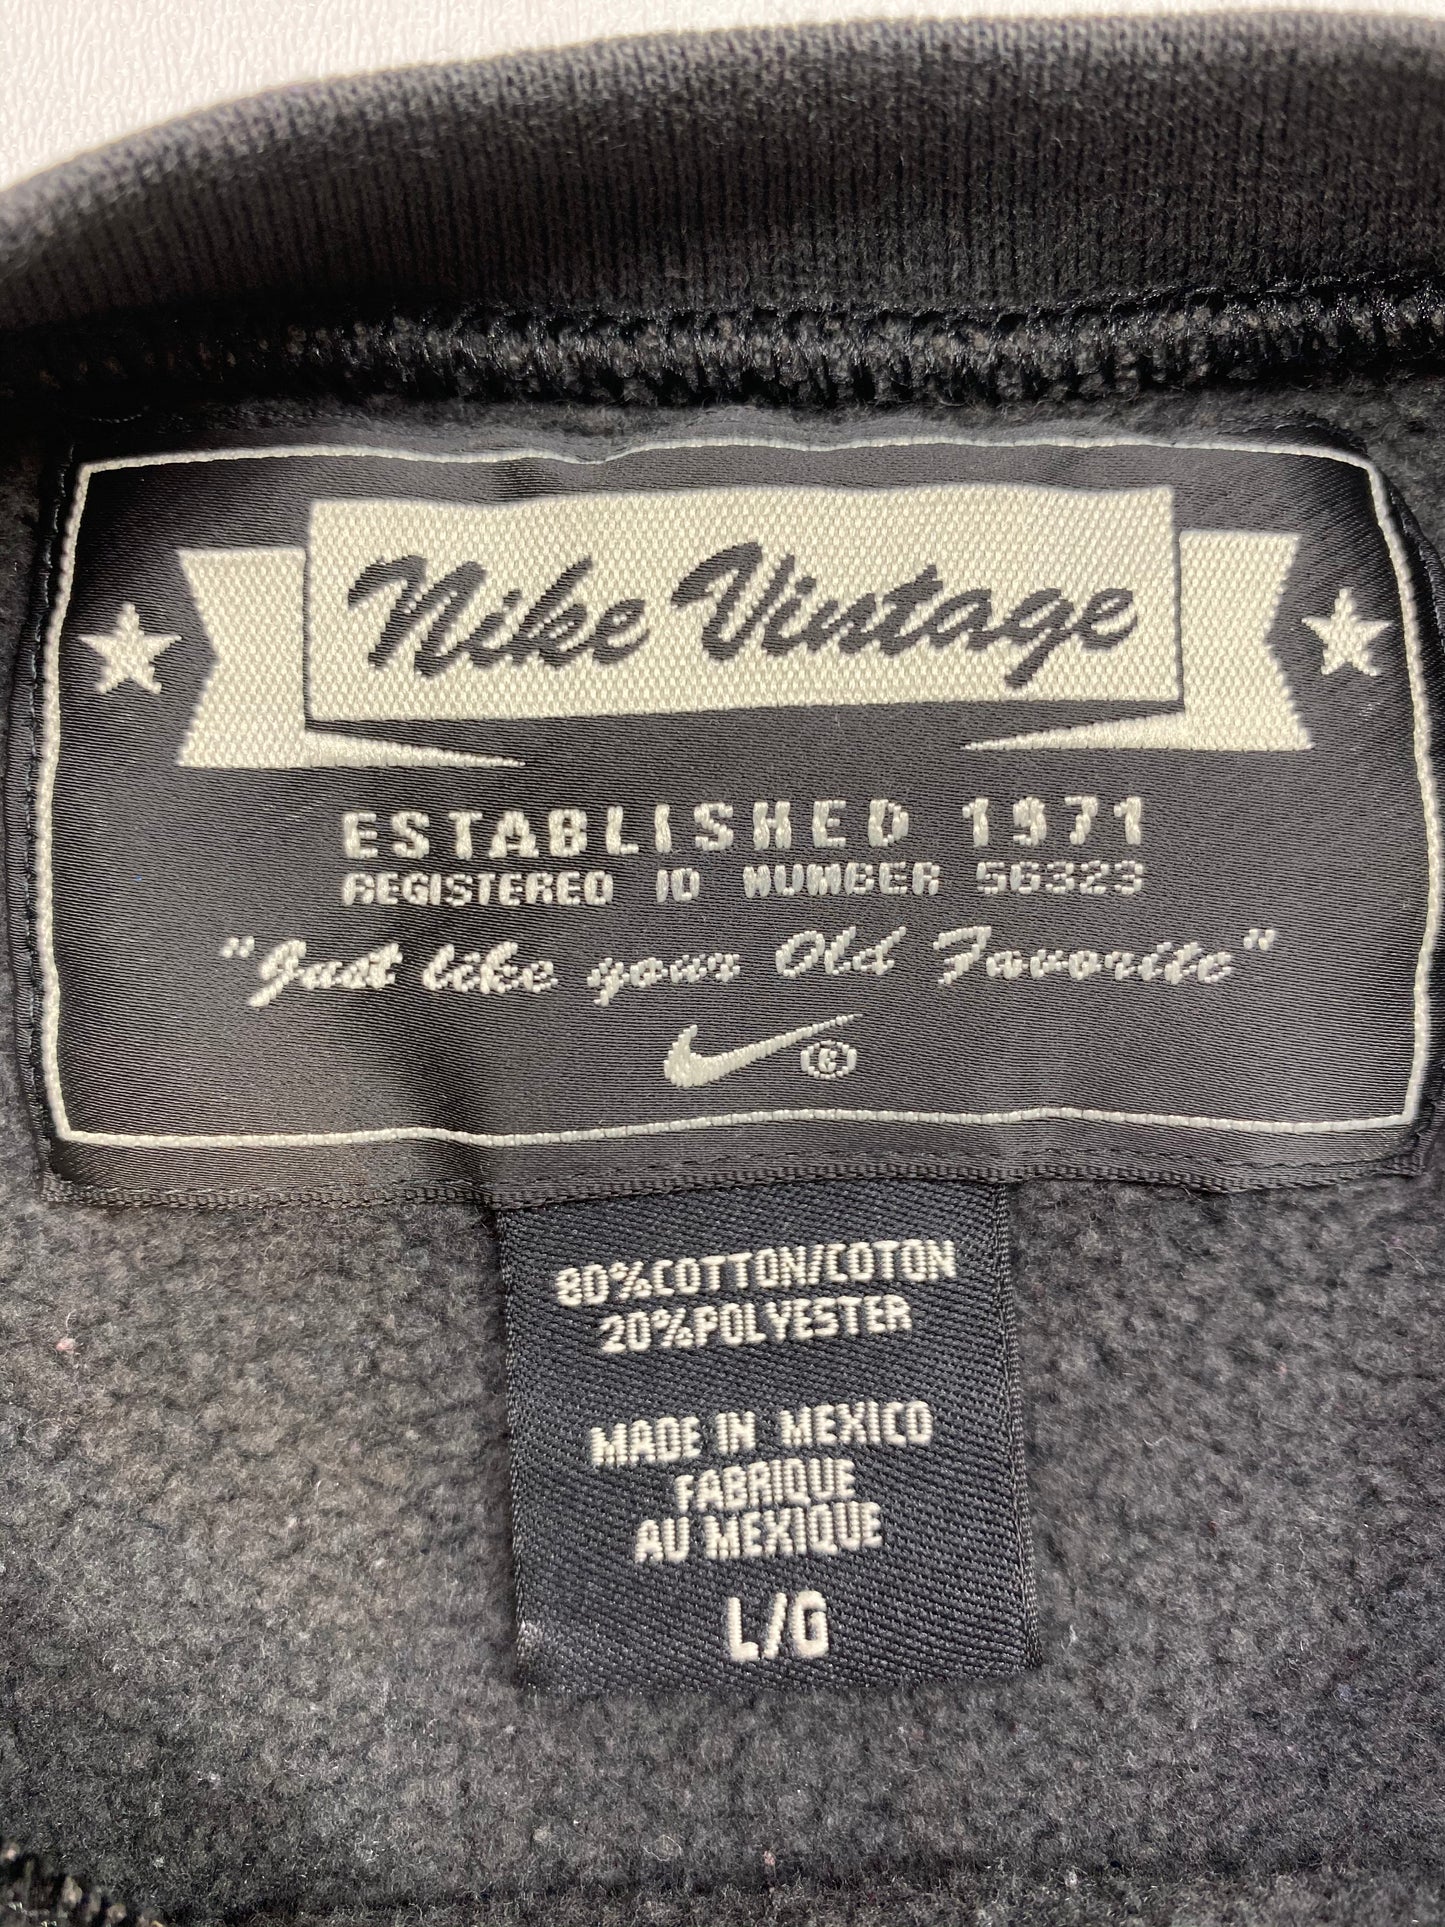 Nike Vintage
ESTABLISHED 1971
REGISTERED ID NUMBER 56323
"Just like your Old Favorite"
®
80%COTTON/COTON
20%POLYESTER
MADE IN MEXICO
FABRIQUE
AU MEXIQUE
L/G